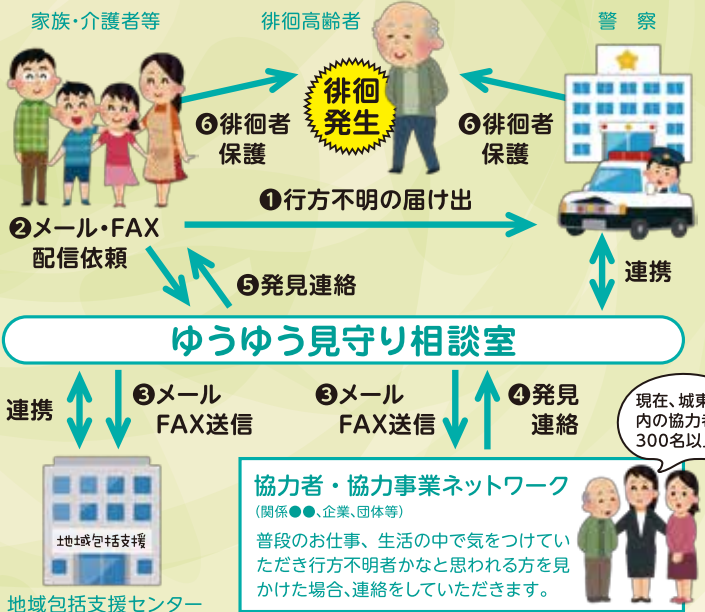 家族・介護者等
徘徊高齢者
警　察
徘徊
発生
❻徘徊者
保護
❻徘徊者
保護
❶行方不明の届け出
❷メール・FAX
配信依頼
❺発見連絡
連携
ゆうゆう見守り相談室
連携
❸メール
FAX送信
❸メール
FAX送信
❹発見
連絡
現在、城東
内の協力者
300名以上
地域包括支援
地域包括支援センター
協力者・協力事業ネットワーク
(関係●●、企業、団体等)
普段のお仕事、生活の中で気をつけてい
ただき行方不明者かなと思われる方を見
かけた場合、連絡をしていただきます。